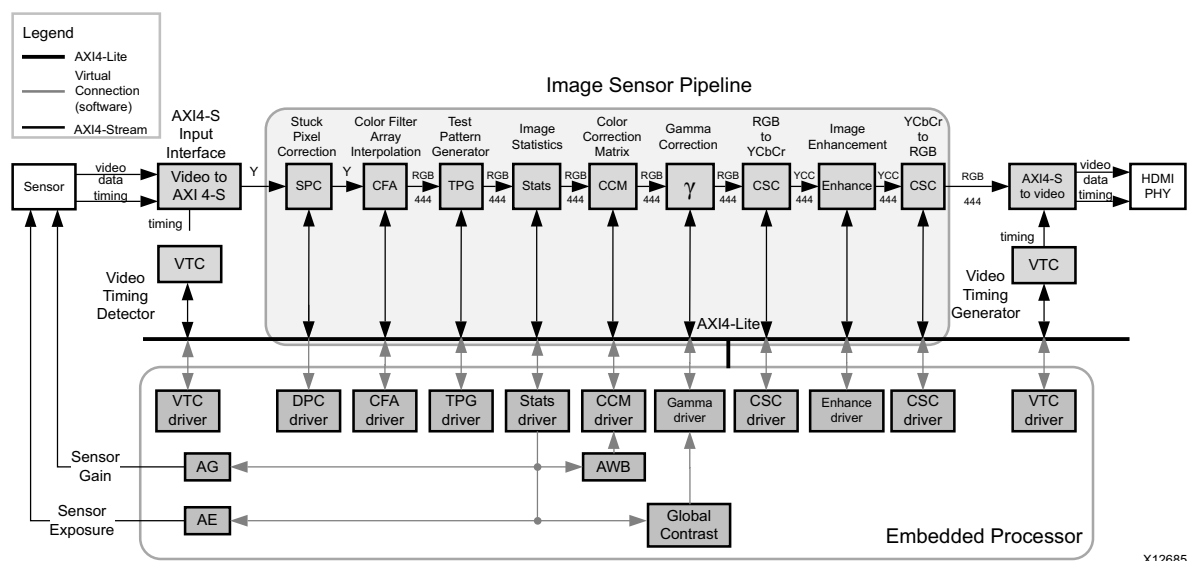 Legend
AXI4-Lite
Virtual
Connection
(software)
AXI4-Stream
Image Sensor Pipeline
AXI4-S
Input
Interface
Stuck
Pixel
Correction
Color Filter
Array
Interpolation
Test
Pattern
Generator
Image
Statistics
Color
Correction
Matrix
Gamma
Correction
RGB
to
YCbCr
Image
Enhancement
YCbCr
to
RGB
Sensor
video
data
timing
Video to
AXI 4-S
Y
SPC
Y
CFA
RGB
444
TPG
RGB
444
Stats
RGB
444
CCM
RGB
444
γ
RGB
444
CSC
YCC
444
Enhance
YCC
444
CSC
RGB
444
AXI4-S
to video
video
data
timing
HDMI
PHY
timing
VTC
Video
Timing
Detector
timing
VTC
Video
Timing
Generator
AXI4-Lite
VTC
driver
DPC
driver
CFA
driver
TPG
driver
Stats
driver
CCM
driver
Gamma
driver
CSC
driver
Enhance
driver
CSC
driver
VTC
driver
Sensor
Gain
AG
AWB
Sensor
Exposure
AE
Global
Contrast
Embedded Processor
X12685